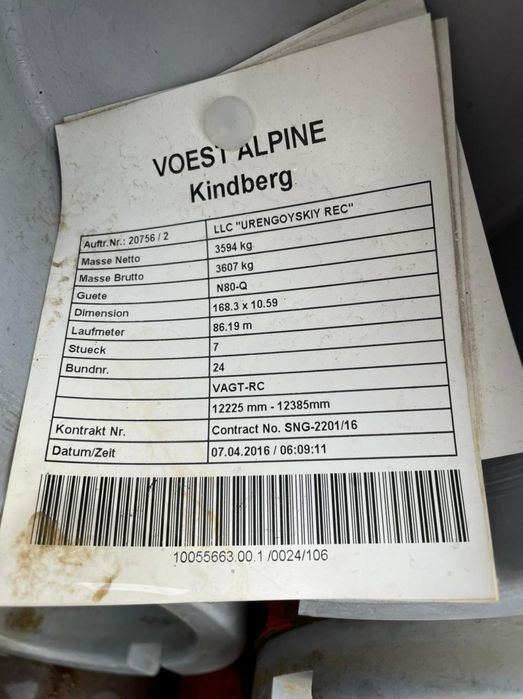 VOEST ALPINE
Kindberg
Auftr.Nr.: 20756 / 2 LLC "URENGOYSKIY REC"
Masse Netto 3594 kg
Masse Brutto 3607 kg
Guete N80-Q
Dimension 168.3 x 10.59
Laufmeter 86.19 m
Stueck 7
Bundnr. 24
VAGT-RC
12225 mm - 12385mm
Kontrakt Nr. Contract No. SNG-2201/16
Datum/Zeit 07.04.2016 / 06:09:11
10055663.00.1 /0024/106